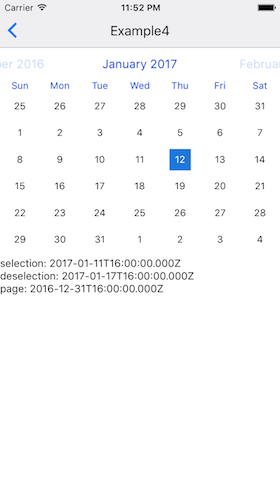 Carrier 11:52 PM
Example4
ber 2016 January 2017 Februar
Sun Mon Tue Wed Thu Fri Sat
25 26 27 28 29 30 31
1 2 3 4 5 6 7
8 9 10 11 12 13 14
15 16 17 18 19 20 21
22 23 24 25 26 27 28
29 30 31 1 2 3 4
selection: 2017-01-11T16:00:00.000Z
deselection: 2017-01-17T16:00:00.000Z
page: 2016-12-31T16:00:00.000Z